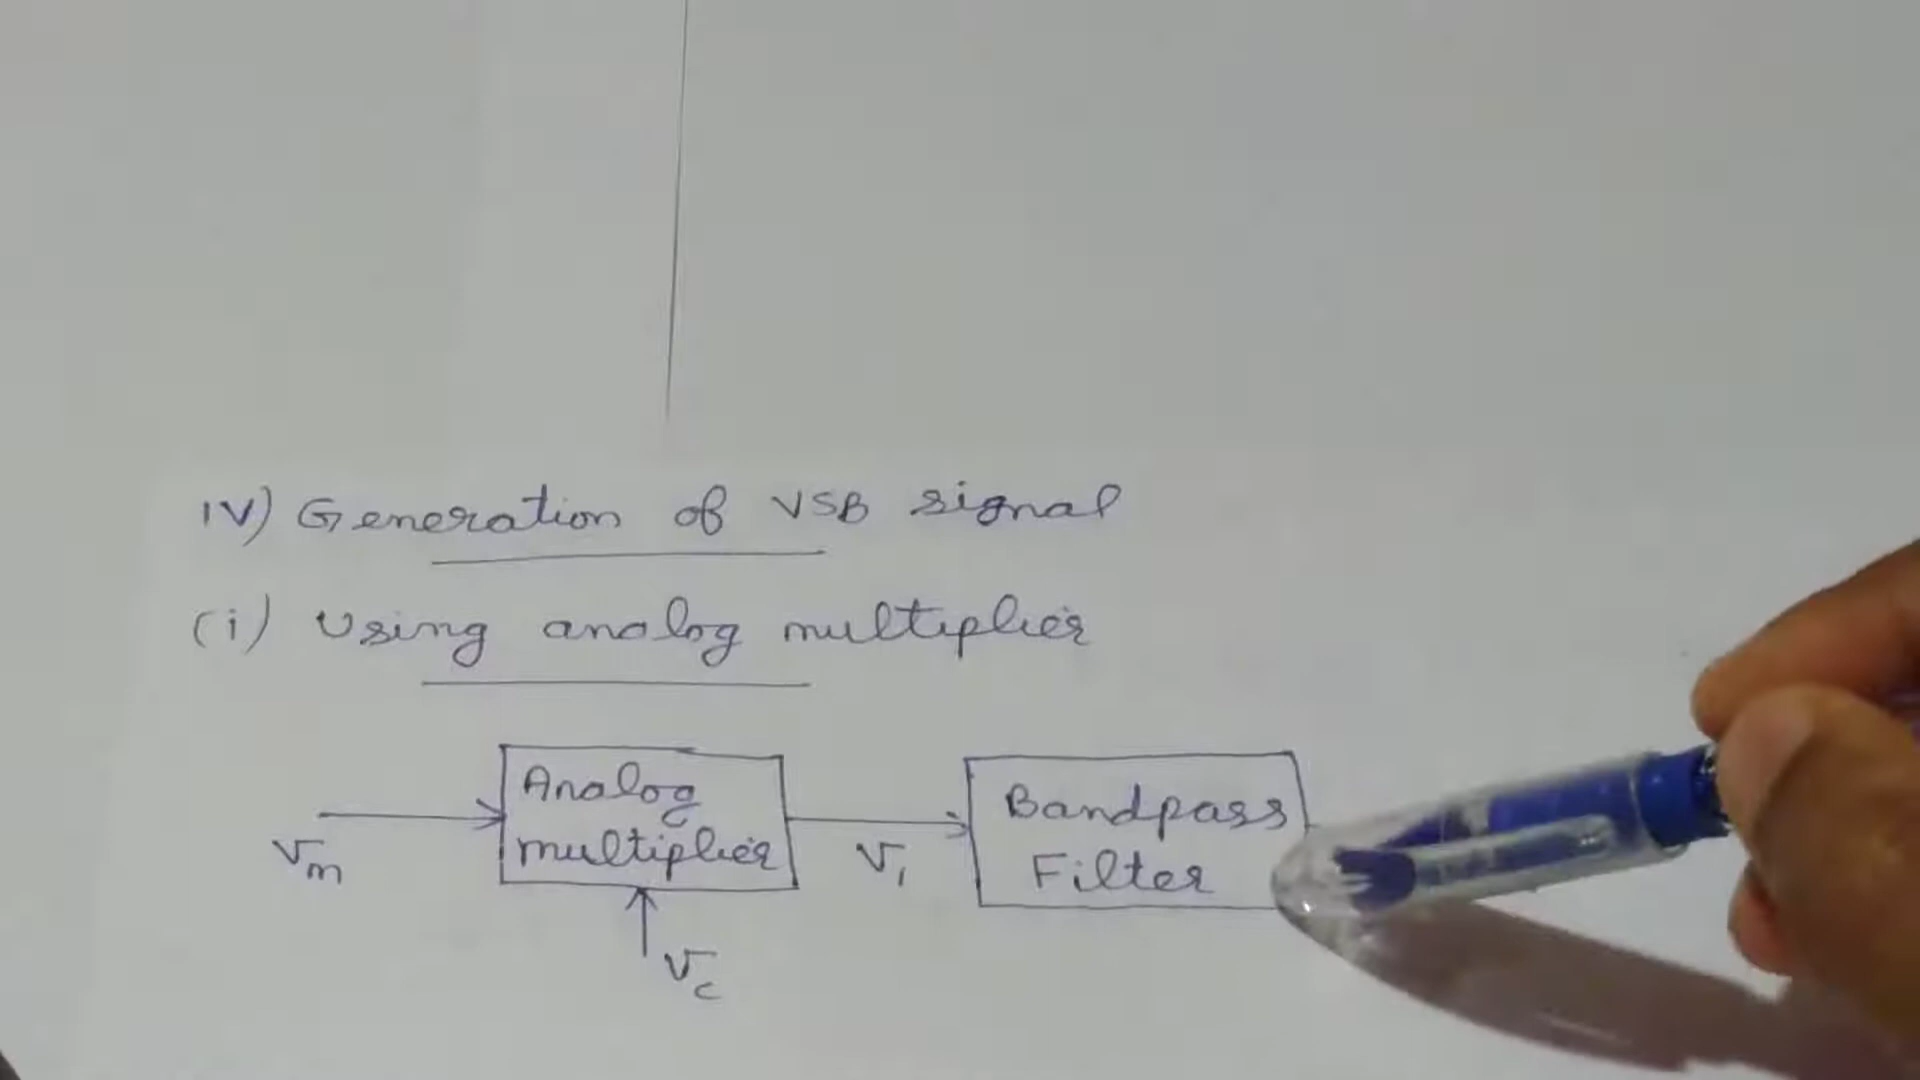 IV) Generation of VSB signal
(i) Using analog multiplier
Analog
multiplier
Bandpass
Filter
Vm
V1
Vc